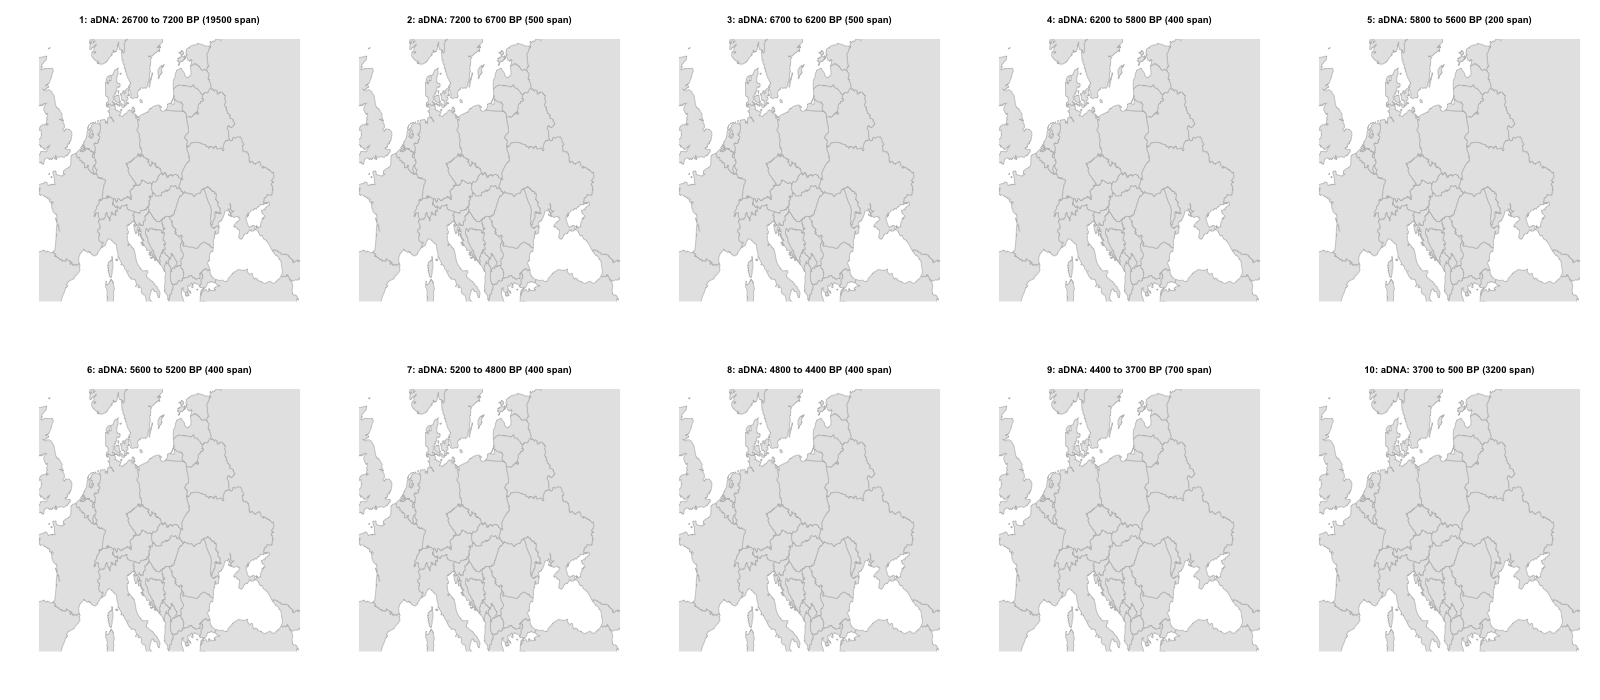 1: aDNA: 26700 to 7200 BP (19500 span)
2: aDNA: 7200 to 6700 BP (500 span)
3: aDNA: 6700 to 6200 BP (500 span)
4: aDNA: 6200 to 5800 BP (400 span)
5: aDNA: 5800 to 5600 BP (200 span)
6: aDNA: 5600 to 5200 BP (400 span)
7: aDNA: 5200 to 4800 BP (400 span)
8: aDNA: 4800 to 4400 BP (400 span)
9: aDNA: 4400 to 3700 BP (700 span)
10: aDNA: 3700 to 500 BP (3200 span)